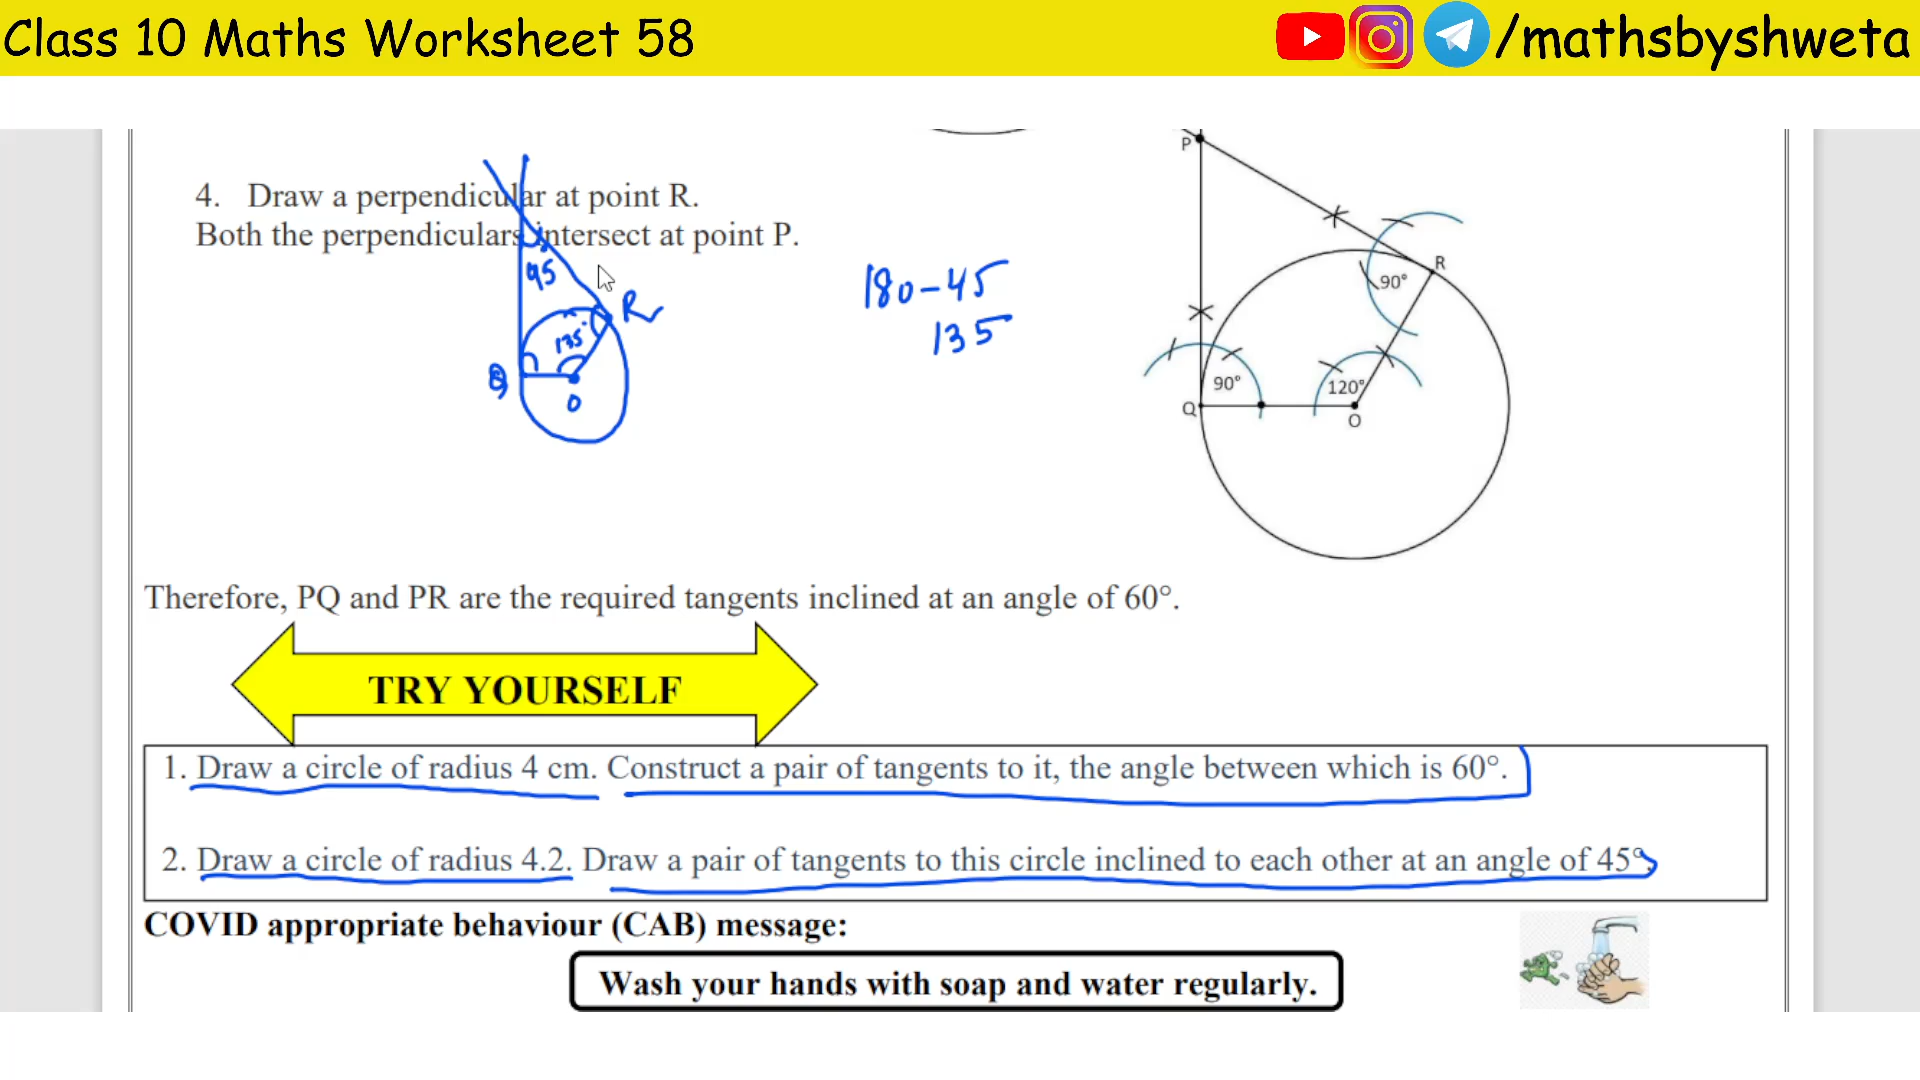 Class 10 Maths Worksheet 58
/mathsbyshweta
4. Draw a perpendicular at point R.
Both the perpendiculars intersect at point P.
45
R
135°
Q
O
180-45
135
P
R
90°
90°
120°
Q
O
Therefore, PQ and PR are the required tangents inclined at an angle of 60°.
TRY YOURSELF
1. Draw a circle of radius 4 cm. Construct a pair of tangents to it, the angle between which is 60°.
2. Draw a circle of radius 4.2. Draw a pair of tangents to this circle inclined to each other at an angle of 45°
COVID appropriate behaviour (CAB) message:
Wash your hands with soap and water regularly.